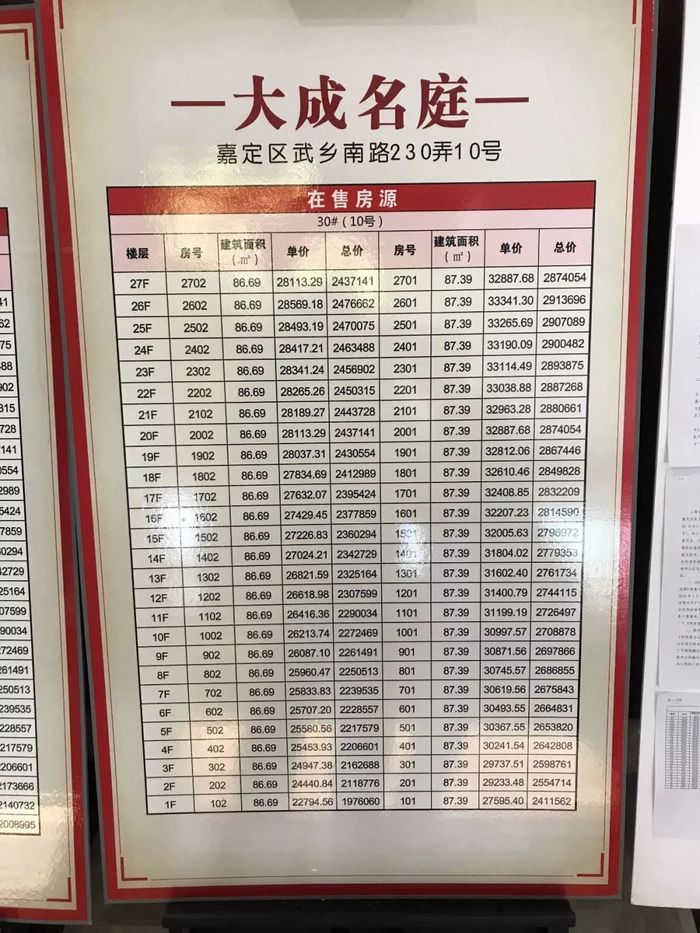 大成名庭
嘉定区武乡南路230弄10号
在售房源
30#（10号）
楼层 房号 建筑面积（㎡） 单价 总价 房号 建筑面积（㎡） 单价 总价
27F 2702 86.69 28113.29 2437141 2701 87.39 32887.68 2874054
26F 2602 86.69 28569.18 2476662 2601 87.39 33341.30 2913696
25F 2502 86.69 28493.19 2470075 2501 87.39 33265.69 2907089
24F 2402 86.69 28417.21 2463488 2401 87.39 33190.09 2900482
23F 2302 86.69 28341.24 2456902 2301 87.39 33114.49 2893875
22F 2202 86.69 28265.26 2450315 2201 87.39 33038.88 2887268
21F 2102 86.69 28189.27 2443728 2101 87.39 32963.28 2880661
20F 2002 86.69 28113.29 2437141 2001 87.39 32887.68 2874054
19F 1902 86.69 28037.31 2430554 1901 87.39 32812.06 2867446
18F 1802 86.69 27834.69 2412989 1801 87.39 32610.46 2849828
17F 1702 86.69 27632.07 2395424 1701 87.39 32408.85 2832209
16F 1602 86.69 27429.45 2377859 1601 87.39 32207.23 2814590
15F 1502 86.69 27226.83 2360294 1501 87.39 32005.63 2796972
14F 1402 86.69 27024.21 2342729 1401 87.39 31804.02 2779353
13F 1302 86.69 26821.59 2325164 1301 87.39 31602.40 2761734
12F 1202 86.69 26618.98 2307599 1201 87.39 31400.79 2744115
11F 1102 86.69 26416.36 2290034 1101 87.39 31199.19 2726497
10F 1002 86.69 26213.74 2272469 1001 87.39 30997.57 2708878
9F 902 86.69 26087.10 2261491 901 87.39 30871.56 2697866
8F 802 86.69 25960.47 2250513 801 87.39 30745.57 2686855
7F 702 86.69 25833.83 2239535 701 87.39 30619.56 2675843
6F 602 86.69 25707.20 2228557 601 87.39 30493.55 2664831
5F 502 86.69 25580.56 2217579 501 87.39 30367.55 2653820
4F 402 86.69 25453.93 2206601 401 87.39 30241.54 2642808
3F 302 86.69 24947.38 2162688 301 87.39 29737.51 2598761
2F 202 86.69 24440.84 2118776 201 87.39 29233.48 2554714
1F 102 86.69 22794.56 1976060 101 87.39 27595.40 2411562